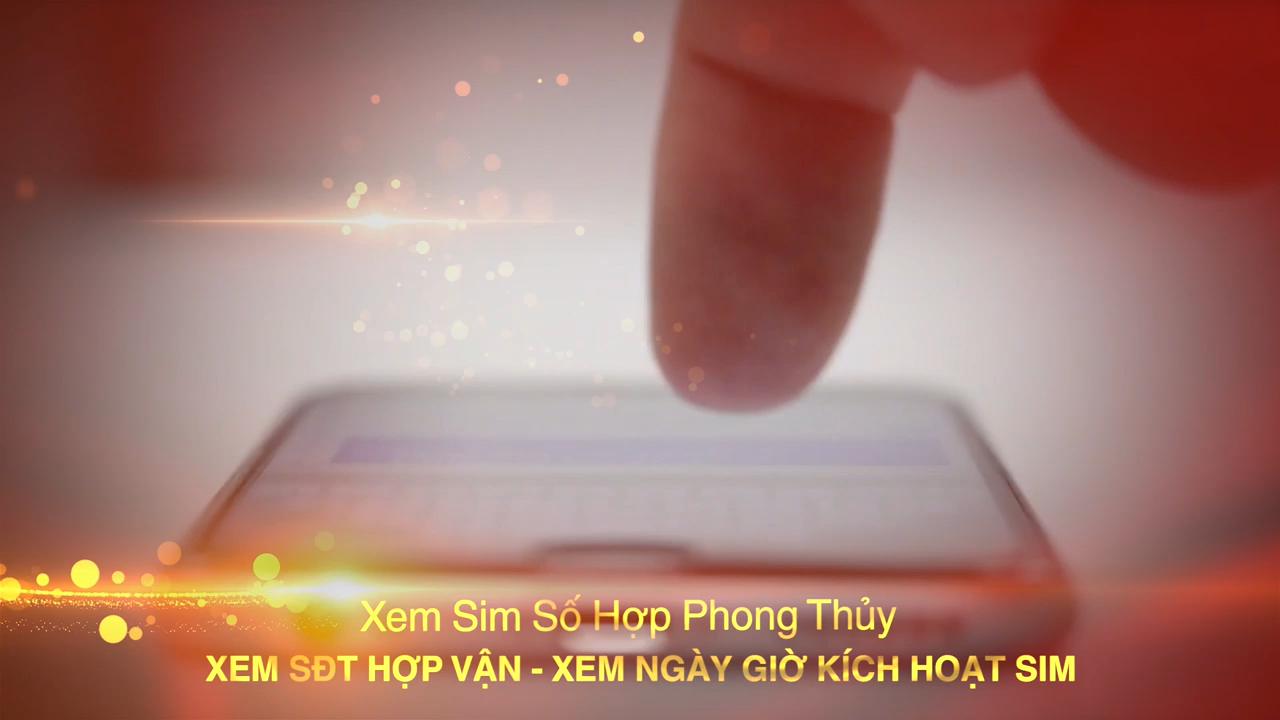 Xem Sim Số Hợp Phong Thủy
XEM SĐT HỢP VẬN - XEM NGÀY GIỜ KÍCH HOẠT SIM